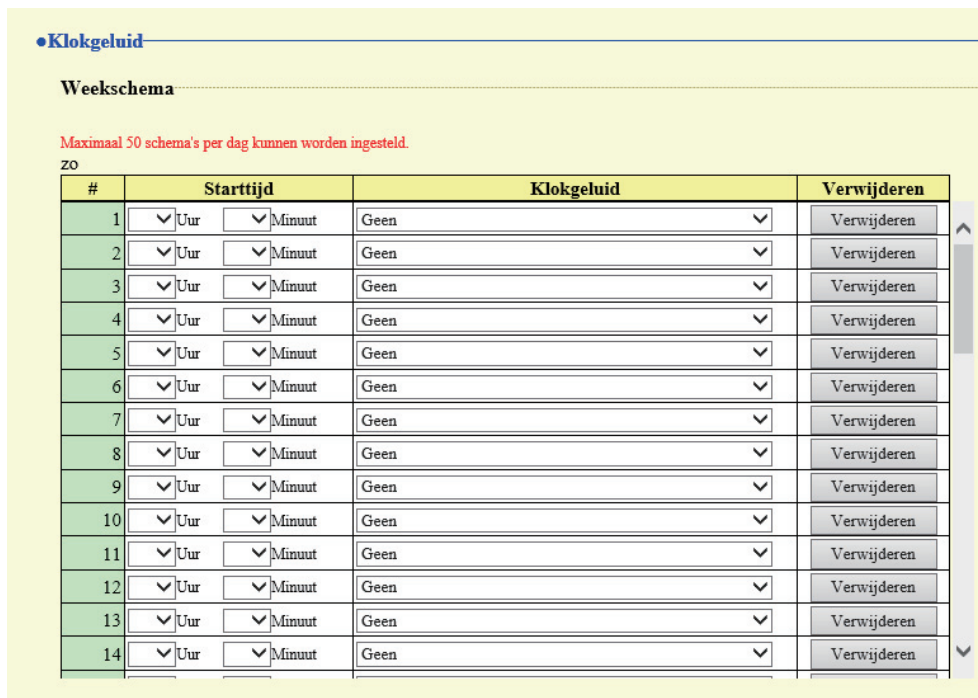 ●Klokgeluid
Weekschema
Maximaal 50 schema's per dag kunnen worden ingesteld.
zo
# Starttijd Klokgeluid Verwijderen
1 Uur Minuut Geen Verwijderen
2 Uur Minuut Geen Verwijderen
3 Uur Minuut Geen Verwijderen
4 Uur Minuut Geen Verwijderen
5 Uur Minuut Geen Verwijderen
6 Uur Minuut Geen Verwijderen
7 Uur Minuut Geen Verwijderen
8 Uur Minuut Geen Verwijderen
9 Uur Minuut Geen Verwijderen
10 Uur Minuut Geen Verwijderen
11 Uur Minuut Geen Verwijderen
12 Uur Minuut Geen Verwijderen
13 Uur Minuut Geen Verwijderen
14 Uur Minuut Geen Verwijderen